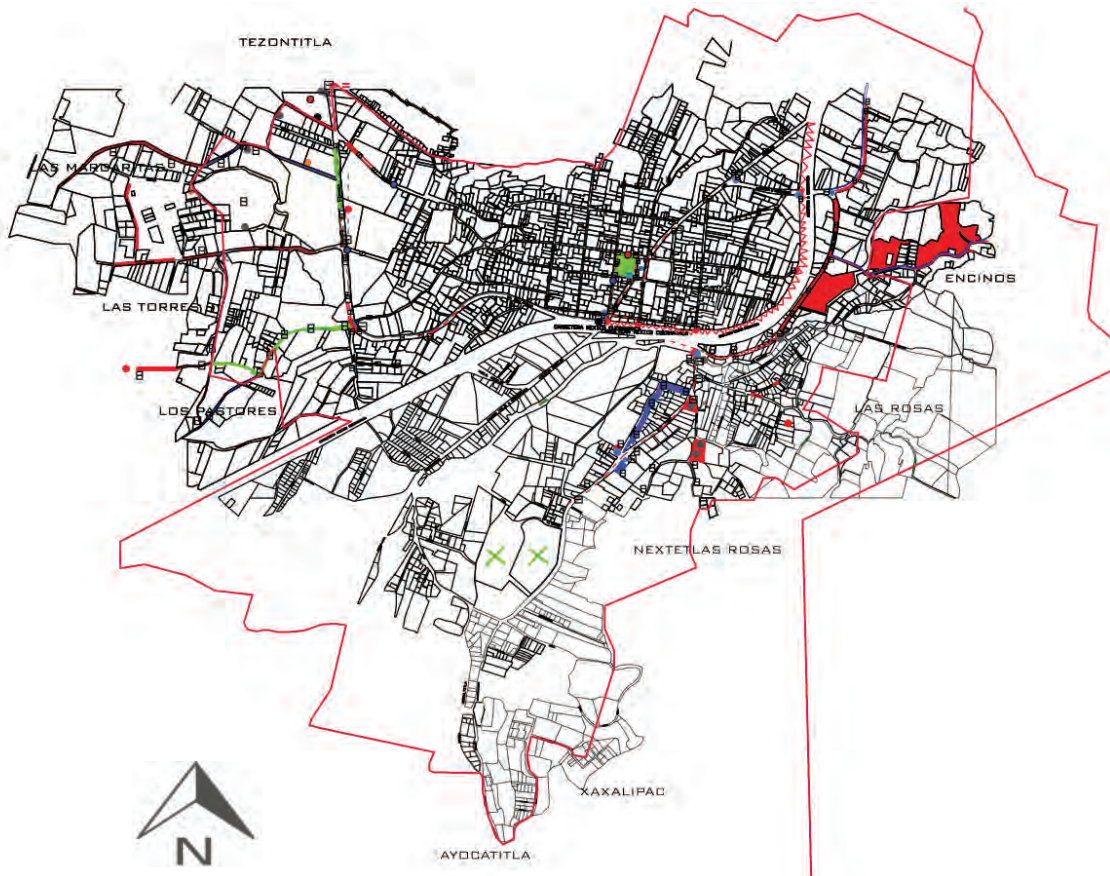 TEZONTITLA
LAS MARGARITAS
ENCINOS
LAS TORRES
LOS PASTORES
LAS ROSAS
NEXTETLAS ROSAS
XAXALIPAC
AYOCATITLA
N